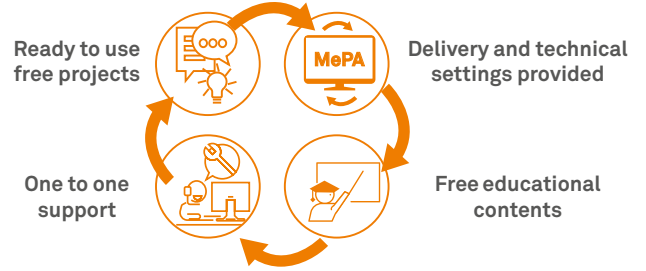 Ready to use
free projects
MePA
Delivery and technical
settings provided
One to one
support
Free educational
contents